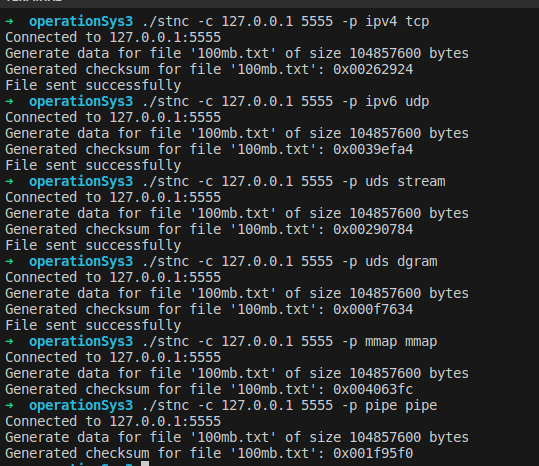 ➜ operationSys3 ./stnc -c 127.0.0.1 5555 -p ipv4 tcp
Connected to 127.0.0.1:5555
Generate data for file '100mb.txt' of size 104857600 bytes
Generated checksum for file '100mb.txt': 0x00262924
File sent successfully
➜ operationSys3 ./stnc -c 127.0.0.1 5555 -p ipv6 udp
Connected to 127.0.0.1:5555
Generate data for file '100mb.txt' of size 104857600 bytes
Generated checksum for file '100mb.txt': 0x0039efa4
File sent successfully
➜ operationSys3 ./stnc -c 127.0.0.1 5555 -p uds stream
Connected to 127.0.0.1:5555
Generate data for file '100mb.txt' of size 104857600 bytes
Generated checksum for file '100mb.txt': 0x00290784
File sent successfully
➜ operationSys3 ./stnc -c 127.0.0.1 5555 -p uds dgram
Connected to 127.0.0.1:5555
Generate data for file '100mb.txt' of size 104857600 bytes
Generated checksum for file '100mb.txt': 0x000f7634
File sent successfully
➜ operationSys3 ./stnc -c 127.0.0.1 5555 -p mmap mmap
Connected to 127.0.0.1:5555
Generate data for file '100mb.txt' of size 104857600 bytes
Generated checksum for file '100mb.txt': 0x004063fc
➜ operationSys3 ./stnc -c 127.0.0.1 5555 -p pipe pipe
Connected to 127.0.0.1:5555
Generate data for file '100mb.txt' of size 104857600 bytes
Generated checksum for file '100mb.txt': 0x001f95f0